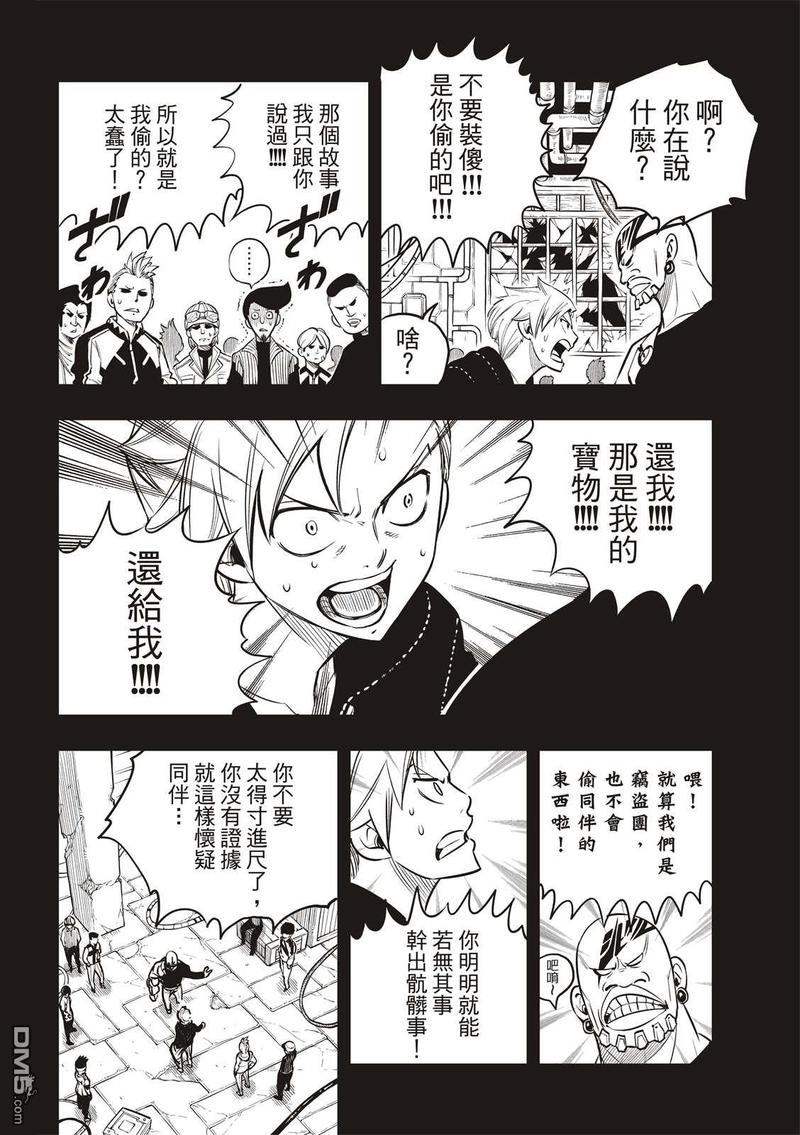 啊?
你在說
什麼?
不要裝傻!!!
是你偷的吧!!!
啥?
那個故事
我只跟你
說過!!!!
所以就是
我偷的?
太蠢了!
……
ざわ
ざわ
還我!!!!
那是我的
寶物!!!!
還給我!!!!
喂!
就算我們是
竊盜團,
也不會
偷同伴的
東西啦!
吧唷~
你明明就能
若無其事
幹出骯髒事!
你不要
太得寸進尺了,
你沒有證據
就這樣懷疑
同伴…
DM5.com